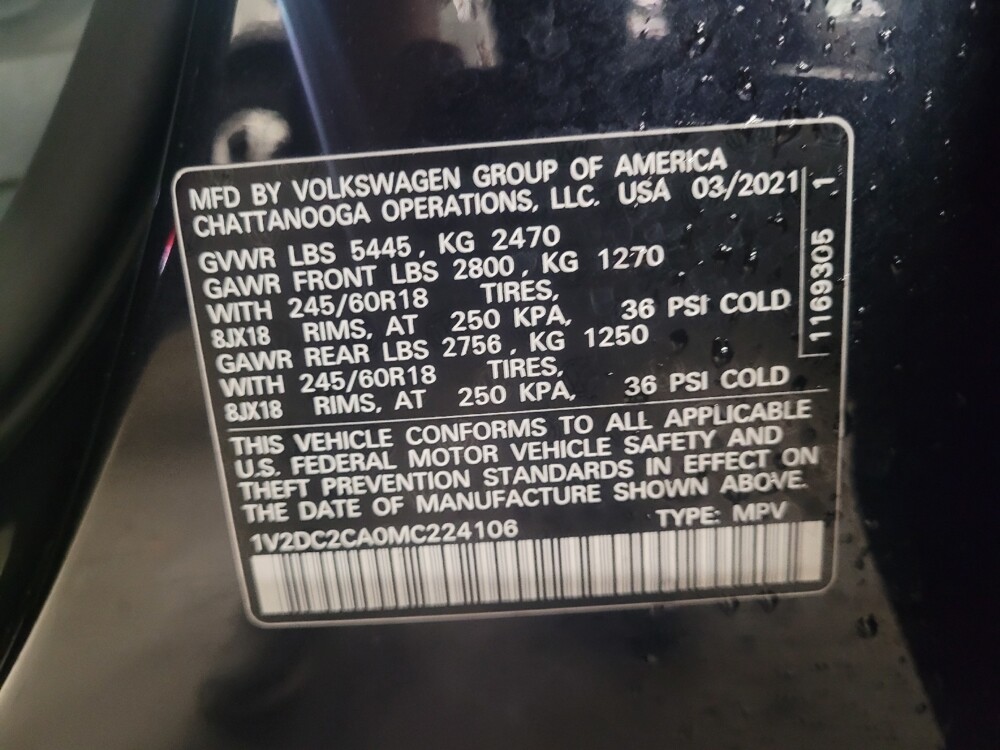 MFD BY VOLKSWAGEN GROUP OF AMERICA
CHATTANOOGA OPERATIONS, LLC. USA 03/2021
GVWR LBS 5445, KG 2470
GAWR FRONT LBS 2800, KG 1270
WITH 245/60R18 TIRES,
8JX18 RIMS, AT 250 KPA, 36 PSI COLD
GAWR REAR LBS 2756, KG 1250
WITH 245/60R18 TIRES,
8JX18 RIMS, AT 250 KPA, 36 PSI COLD
THIS VEHICLE CONFORMS TO ALL APPLICABLE
U.S. FEDERAL MOTOR VEHICLE SAFETY AND
THEFT PREVENTION STANDARDS IN EFFECT ON
THE DATE OF MANUFACTURE SHOWN ABOVE.
1V2DC2CA0MC224106 TYPE: MPV
1169305 1